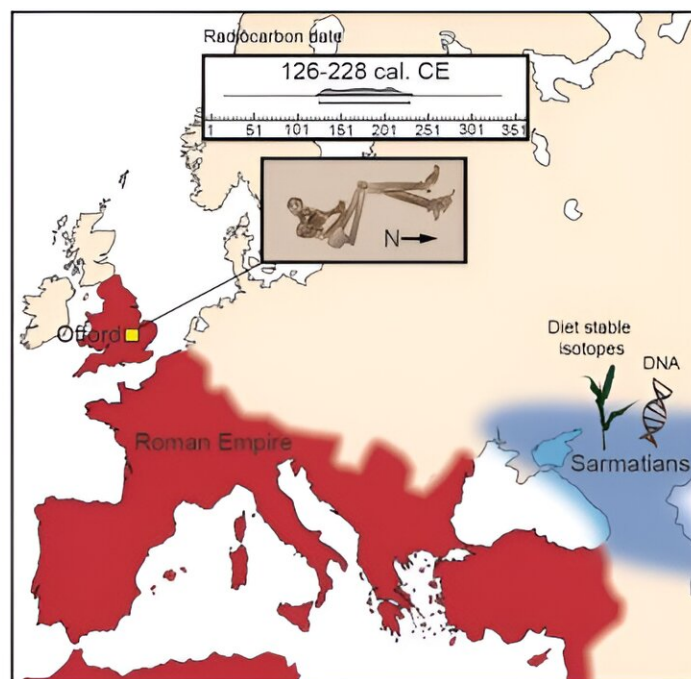 Radiocarbon date
126-228 cal. CE
1 51 101 151 201 251 301 351
N
Offord
Diet stable
isotopes
DNA
Roman Empire
Sarmatians